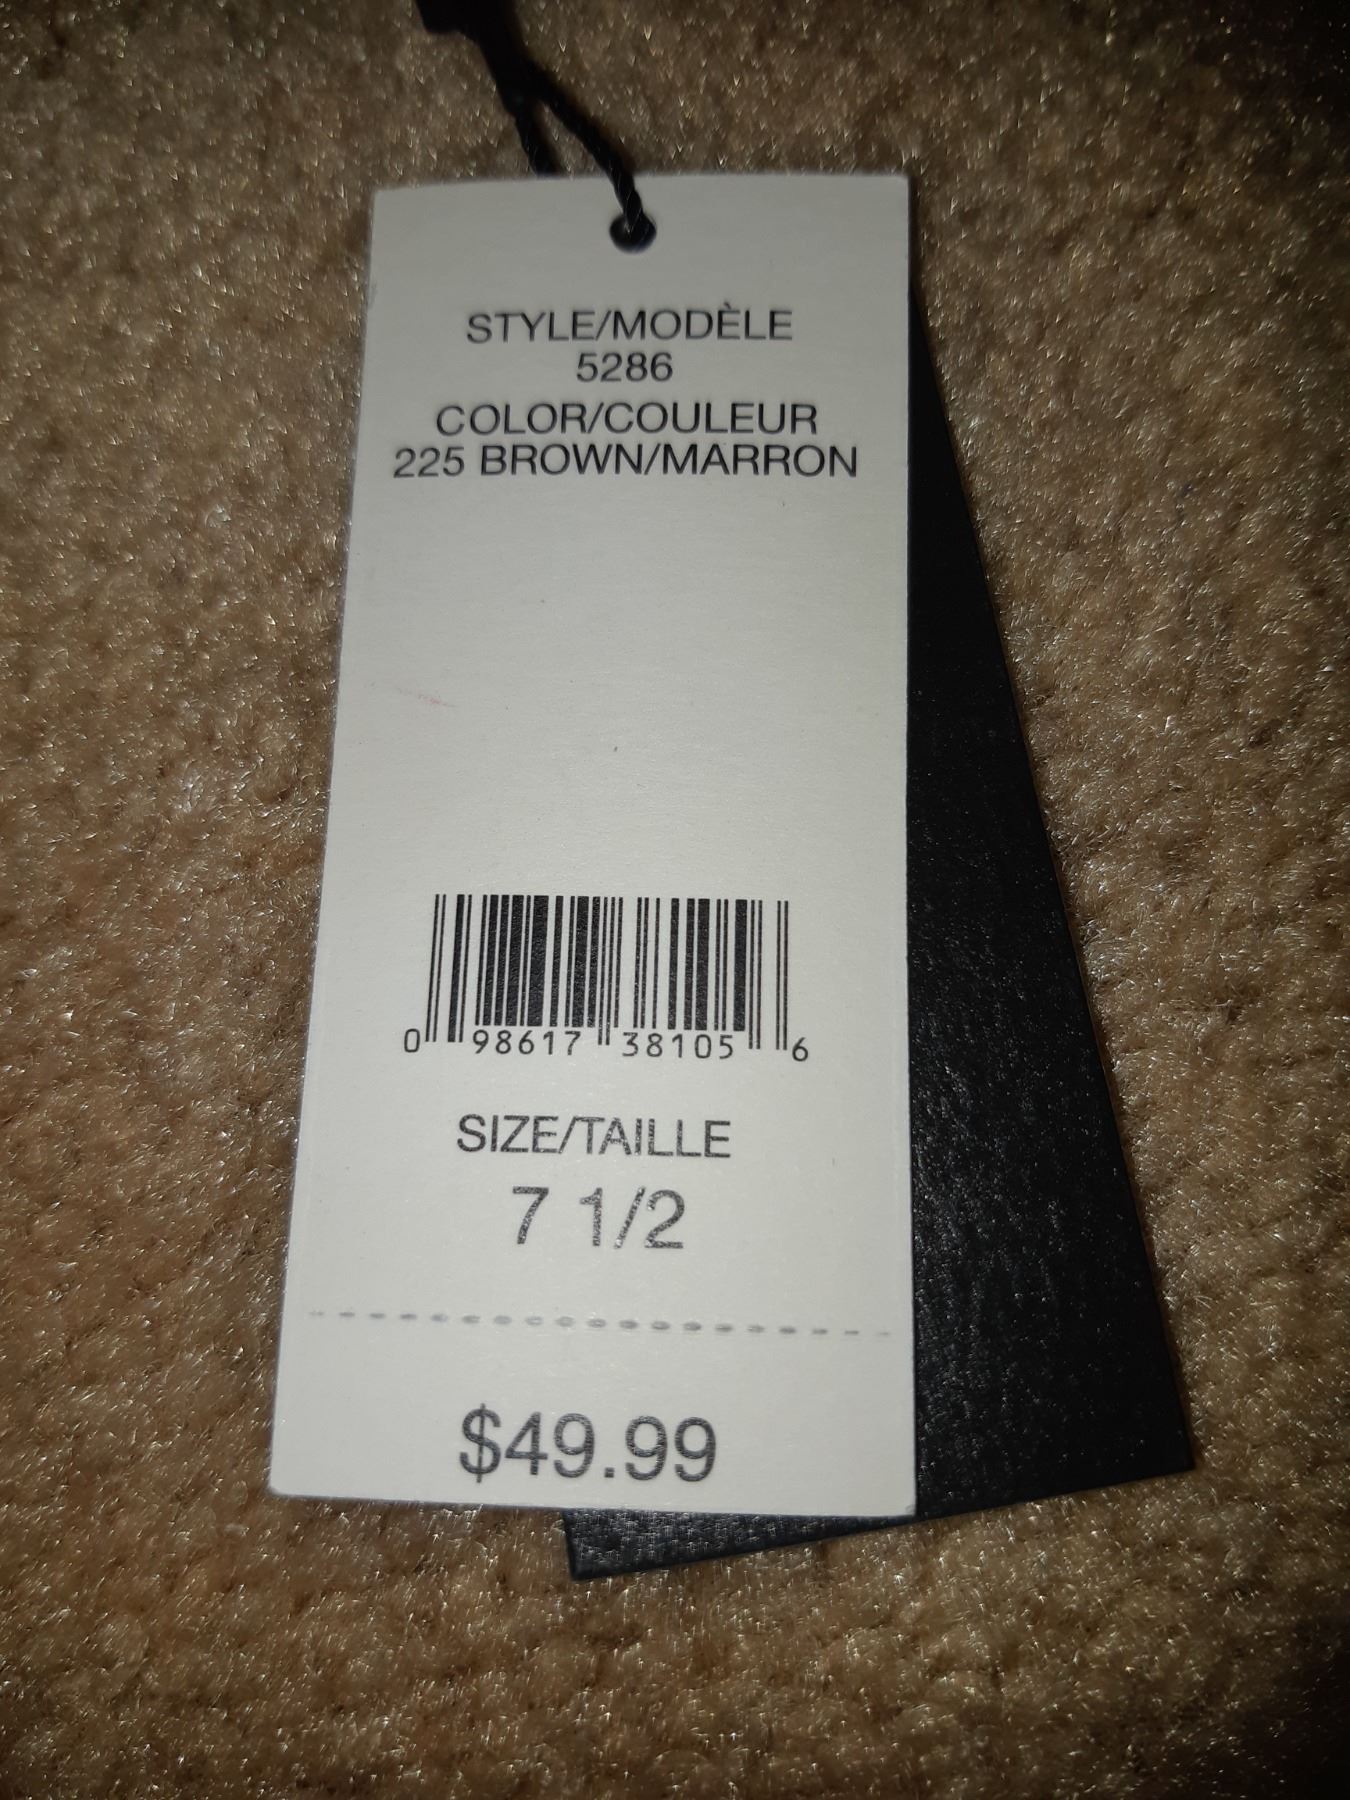 STYLE/MODÈLE
5286
COLOR/COULEUR
225 BROWN/MARRON
0 98617 38105 6
SIZE/TAILLE
7 1/2
$49.99